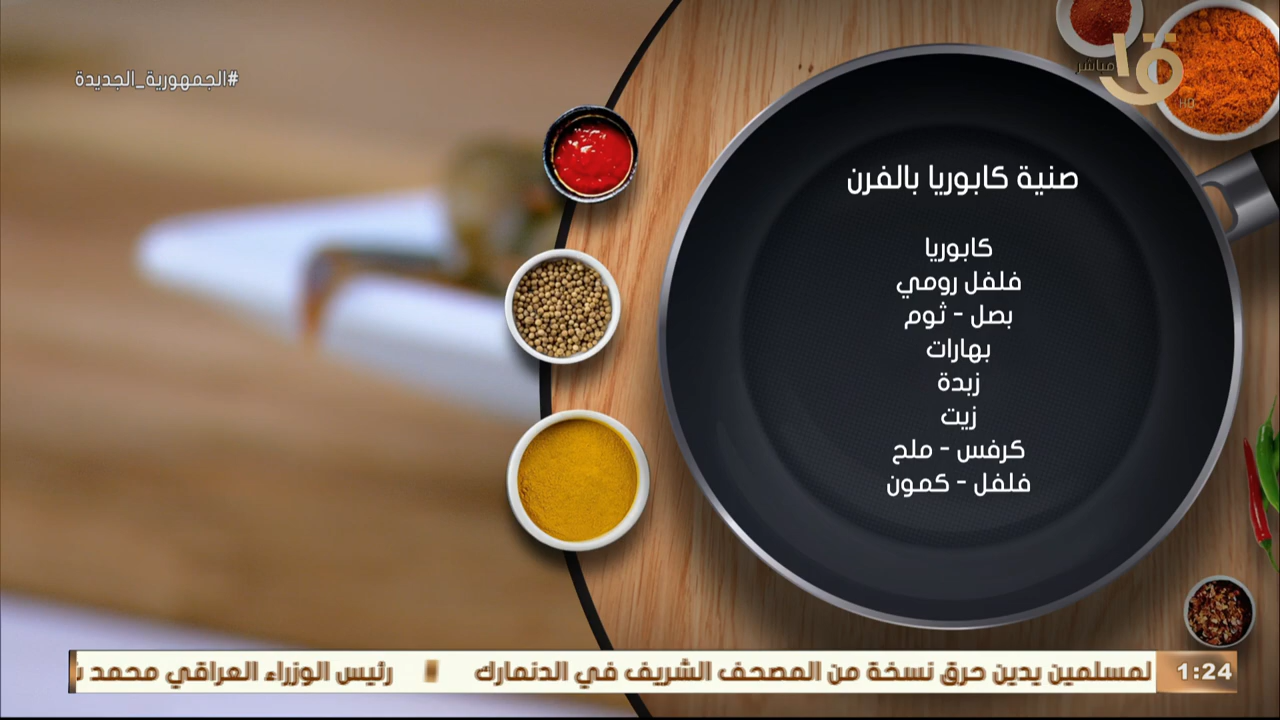 #الجمهورية_الجديدة
مباشر
HD
صنية كابوريا بالفرن
كابوريا
فلفل رومي
بصل - ثوم
بهارات
زبدة
زيت
كرفس - ملح
فلفل - كمون
1:24
لمسلمين يدين حرق نسخة من المصحف الشريف في الدنمارك
رئيس الوزراء العراقي محمد